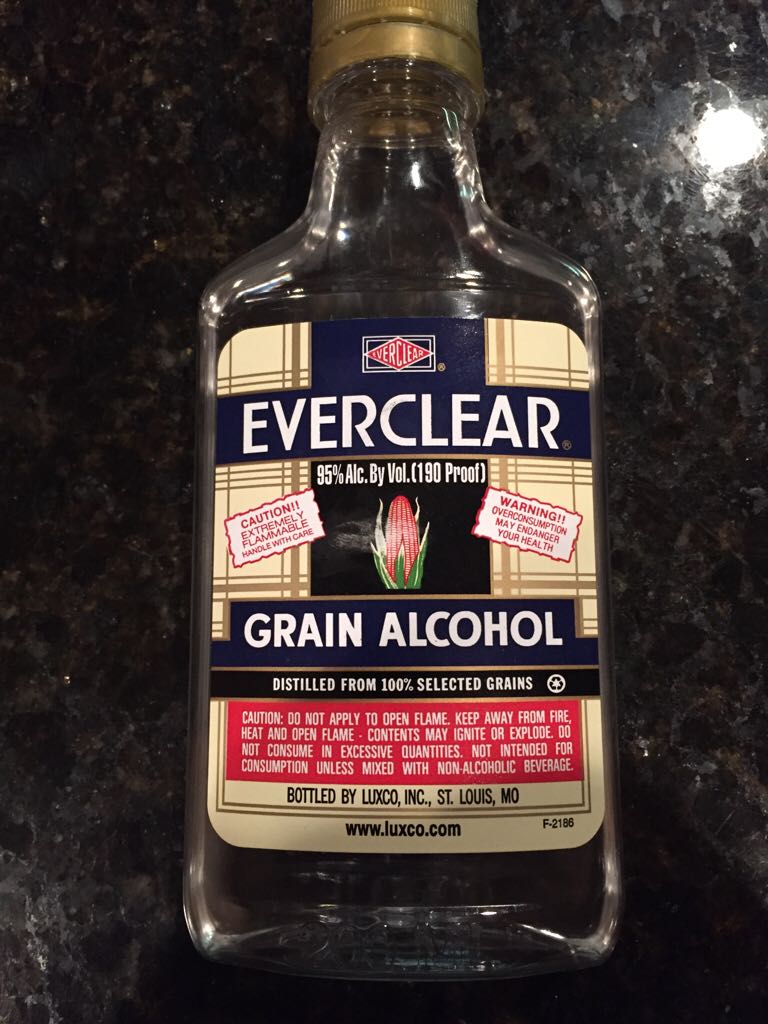 EVERCLEAR®
EVERCLEAR®
95% Alc. By Vol. (190 Proof)
CAUTION!!
EXTREMELY
FLAMMABLE
HANDLE WITH CARE
WARNING!!
OVERCONSUMPTION
MAY ENDANGER
YOUR HEALTH
GRAIN ALCOHOL
DISTILLED FROM 100% SELECTED GRAINS
CAUTION: DO NOT APPLY TO OPEN FLAME. KEEP AWAY FROM FIRE,
HEAT AND OPEN FLAME - CONTENTS MAY IGNITE OR EXPLODE. DO
NOT CONSUME IN EXCESSIVE QUANTITIES. NOT INTENDED FOR
CONSUMPTION UNLESS MIXED WITH NON-ALCOHOLIC BEVERAGE.
BOTTLED BY LUXCO, INC., ST. LOUIS, MO
www.luxco.com
F-2186